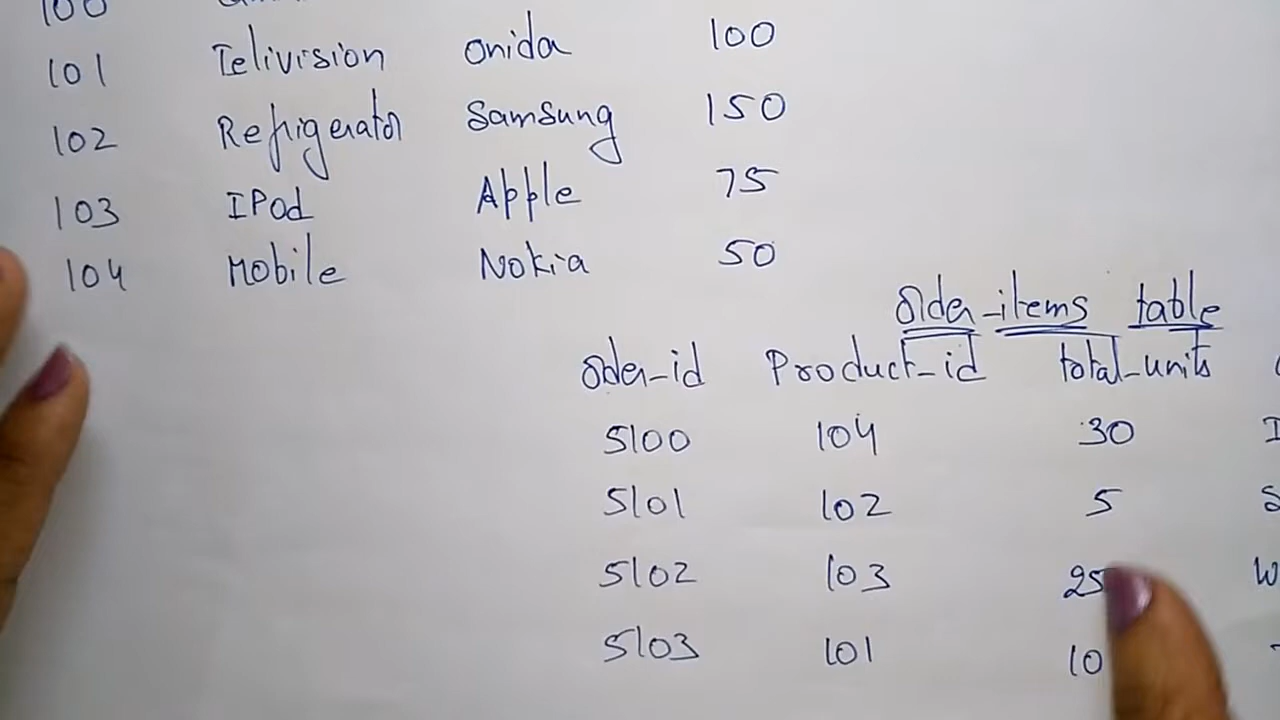 100
101 Telivision Onida 100
102 Refrigerator Samsung 150
103 IPod Apple 75
104 Mobile Nokia 50
Order-items table
Order-id Product-id total-units
5100 104 30
5101 102 5
5102 103 25
5103 101 10